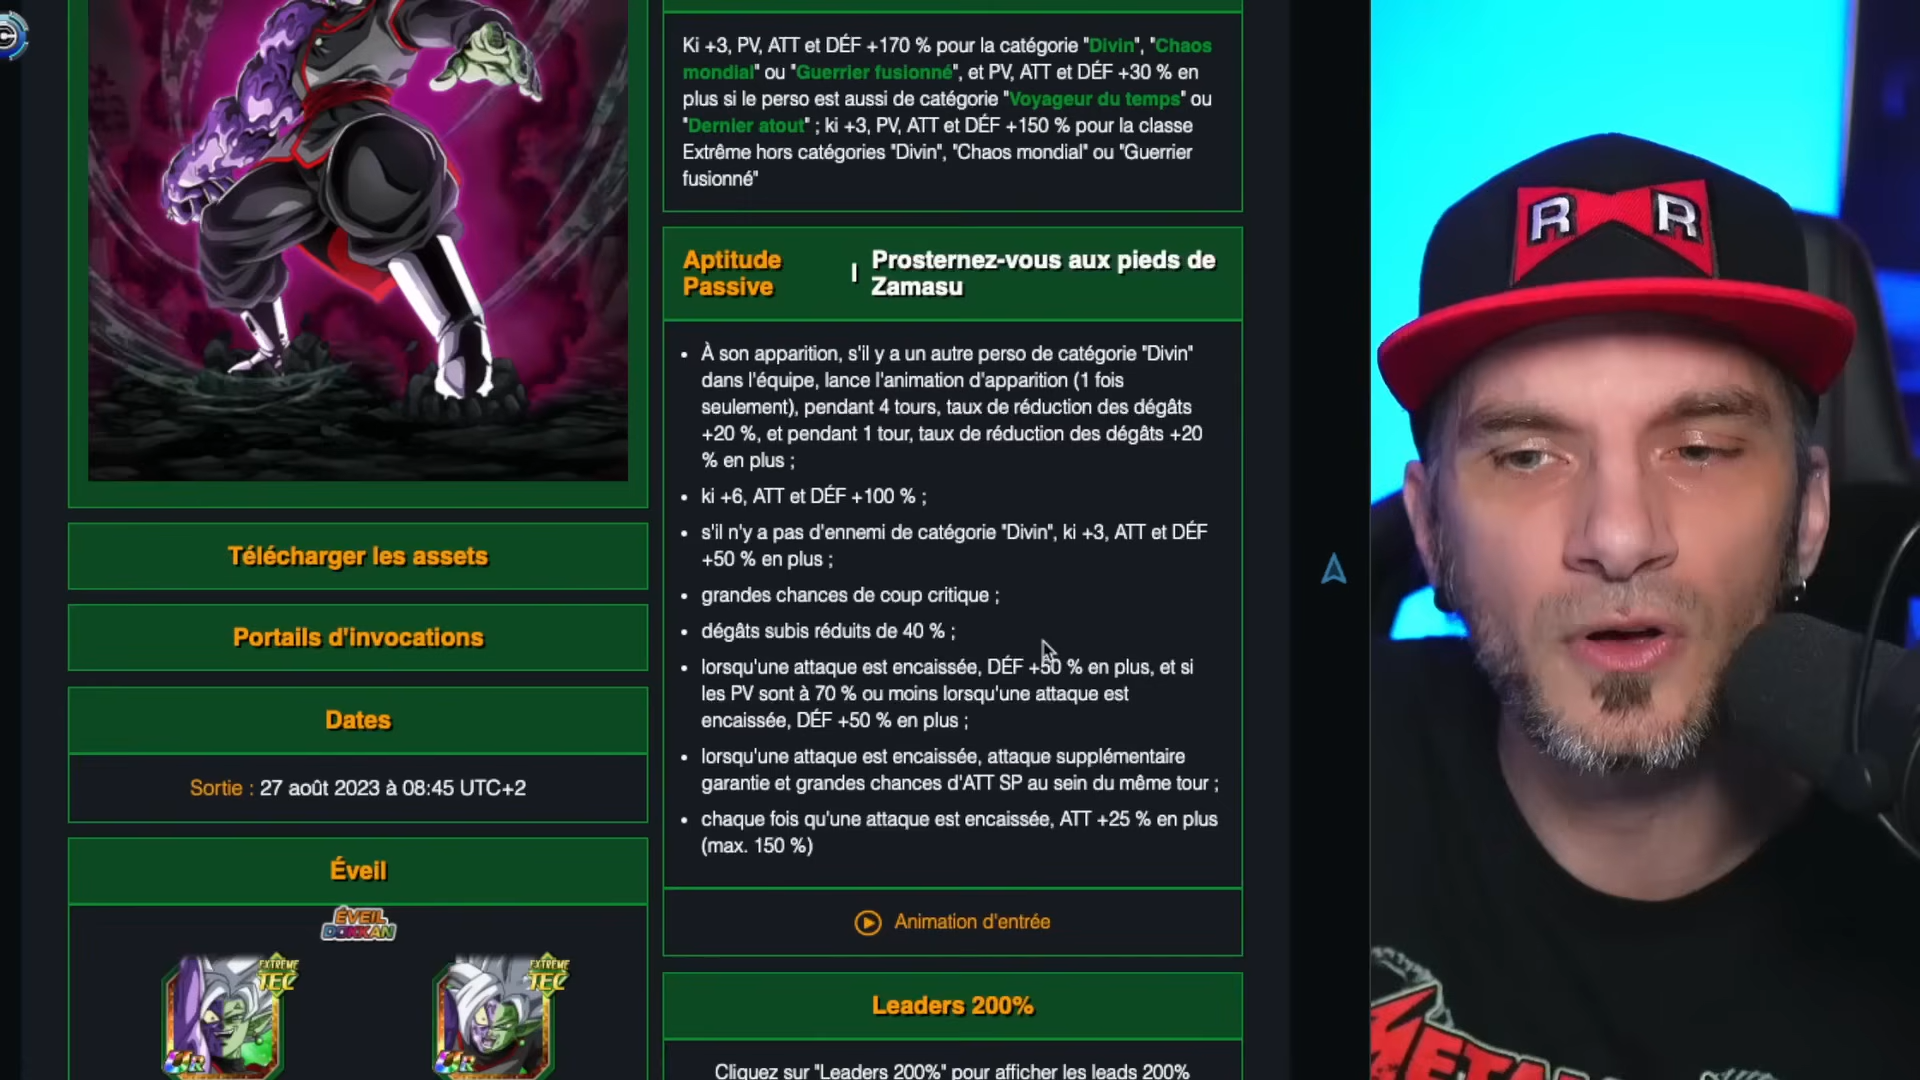 Ki +3, PV, ATT et DÉF +170 % pour la catégorie "Divin", "Chaos
mondial" ou "Guerrier fusionné", et PV, ATT et DÉF +30 % en
plus si le perso est aussi de catégorie "Voyageur du temps" ou
"Dernier atout" ; ki +3, PV, ATT et DÉF +150 % pour la classe
Extrême hors catégories "Divin", "Chaos mondial" ou "Guerrier
fusionné"
Aptitude
Passive
|
Prosternez-vous aux pieds de
Zamasu
• À son apparition, s'il y a un autre perso de catégorie "Divin"
dans l'équipe, lance l'animation d'apparition (1 fois
seulement), pendant 4 tours, taux de réduction des dégâts
+20 %, et pendant 1 tour, taux de réduction des dégâts +20
% en plus ;
• ki +6, ATT et DÉF +100 % ;
• s'il n'y a pas d'ennemi de catégorie "Divin", ki +3, ATT et DÉF
+50 % en plus ;
• grandes chances de coup critique ;
• dégâts subis réduits de 40 % ;
• lorsqu'une attaque est encaissée, DÉF +50 % en plus, et si
les PV sont à 70 % ou moins lorsqu'une attaque est
encaissée, DÉF +50 % en plus ;
• lorsqu'une attaque est encaissée, attaque supplémentaire
garantie et grandes chances d'ATT SP au sein du même tour ;
• chaque fois qu'une attaque est encaissée, ATT +25 % en plus
(max. 150 %)
Animation d'entrée
Leaders 200%
Cliquez sur "Leaders 200%" pour afficher les leads 200%
Télécharger les assets
Portails d'invocations
Dates
Sortie : 27 août 2023 à 08:45 UTC+2
Éveil
ÉVEIL
DOKKAN
EXTREME
TEC
UR
EXTREME
TEC
UR
R R